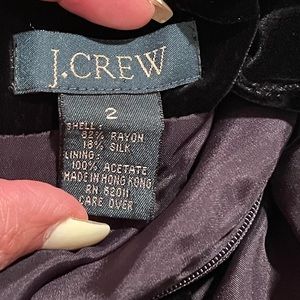 J.CREW
2
SHELL:
82% RAYON
18% SILK
LINING:
100% ACETATE
MADE IN HONG KONG
RN 62011
CARE OVER